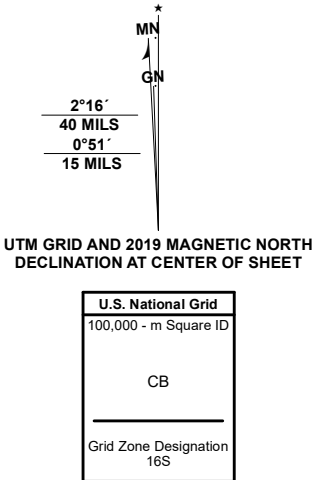 MN
GN
2°16´
40 MILS
0°51´
15 MILS
UTM GRID AND 2019 MAGNETIC NORTH
DECLINATION AT CENTER OF SHEET
U.S. National Grid
100,000 - m Square ID
CB
Grid Zone Designation
16S